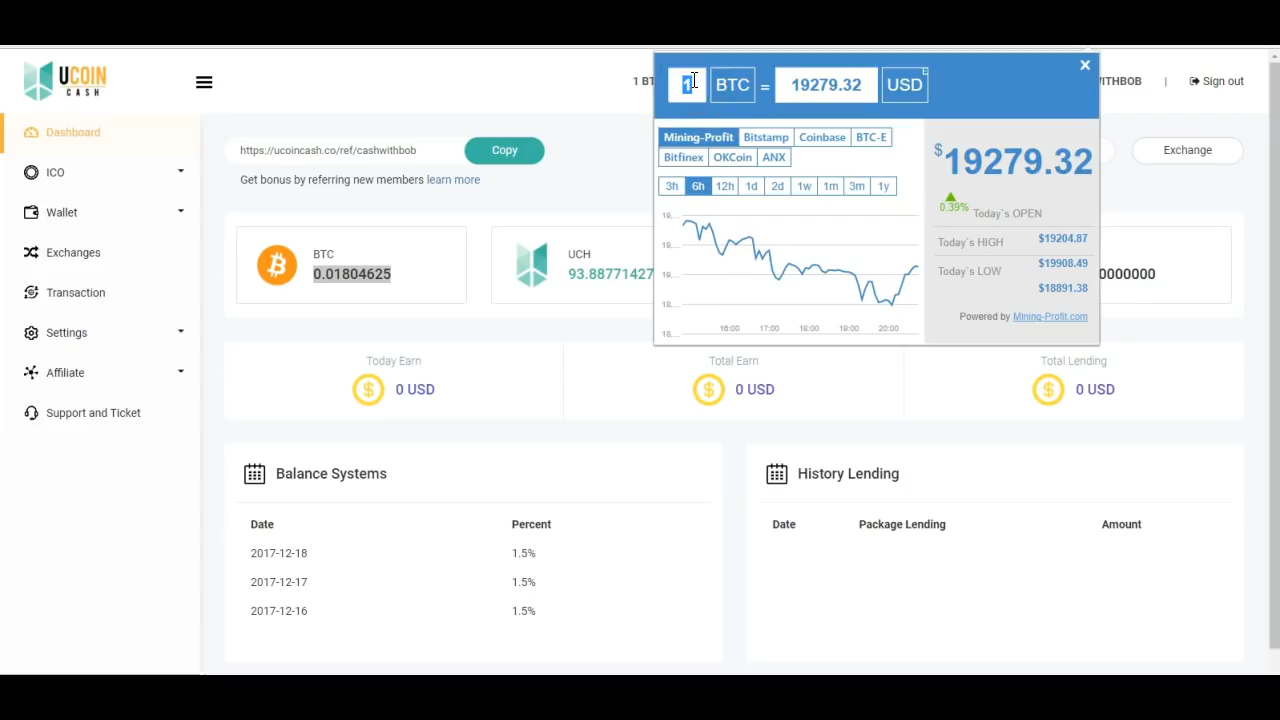 UCOIN
CASH
1 BT
ITHBOB
|
Sign out
1 BTC = 19279.32 USD
Mining-Profit Bitstamp Coinbase BTC-E
Bitfinex OKCoin ANX
3h 6h 12h 1d 2d 1w 1m 3m 1y
19,...
19,...
19,...
18,...
18,...
16:00 17:00 18:00 19:00 20:00
$19279.32
0.39% Today`s OPEN
Today`s HIGH $19204.87
$19908.49
Today`s LOW
$18891.38
Powered by Mining-Profit.com
Dashboard
ICO
Wallet
Exchanges
Transaction
Settings
Affiliate
Support and Ticket
https://ucoincash.co/ref/cashwithbob Copy
Exchange
Get bonus by referring new members learn more
BTC
0.01804625
UCH
93.88771427
0000000
Today Earn
$ 0 USD
Total Earn
$ 0 USD
Total Lending
$ 0 USD
Balance Systems
Date Percent
2017-12-18 1.5%
2017-12-17 1.5%
2017-12-16 1.5%
History Lending
Date Package Lending Amount